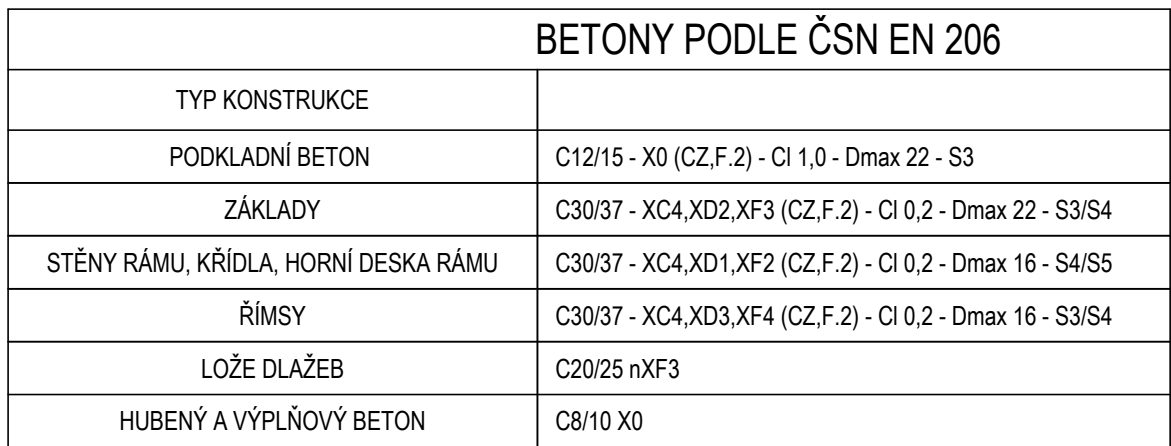 BETONY PODLE ČSN EN 206
TYP KONSTRUKCE
PODKLADNÍ BETON C12/15 - X0 (CZ,F.2) - Cl 1,0 - Dmax 22 - S3
ZÁKLADY C30/37 - XC4,XD2,XF3 (CZ,F.2) - Cl 0,2 - Dmax 22 - S3/S4
STĚNY RÁMU, KŘÍDLA, HORNÍ DESKA RÁMU C30/37 - XC4,XD1,XF2 (CZ,F.2) - Cl 0,2 - Dmax 16 - S4/S5
ŘÍMSY C30/37 - XC4,XD3,XF4 (CZ,F.2) - Cl 0,2 - Dmax 16 - S3/S4
LOŽE DLAŽEB C20/25 nXF3
HUBENÝ A VÝPLŇOVÝ BETON C8/10 X0